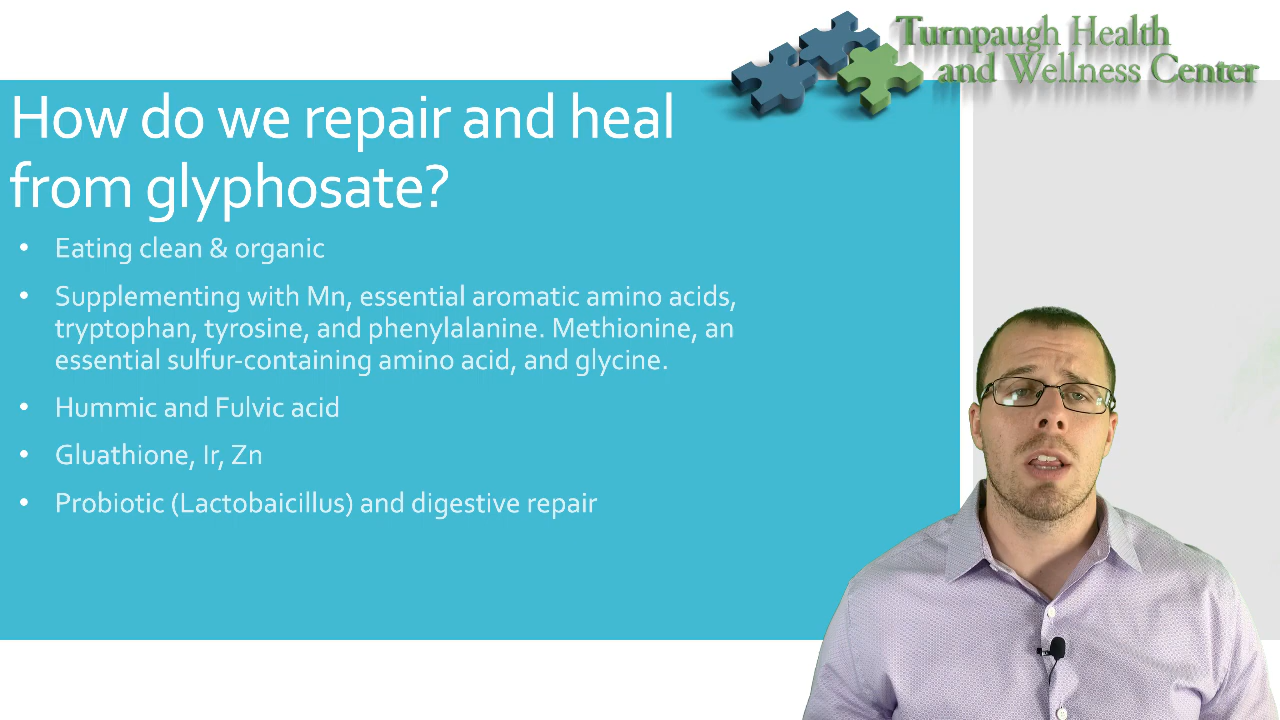 Turnpaugh Health
and Wellness Center
How do we repair and heal
from glyphosate?
• Eating clean & organic
• Supplementing with Mn, essential aromatic amino acids,
tryptophan, tyrosine, and phenylalanine. Methionine, an
essential sulfur-containing amino acid, and glycine.
• Hummic and Fulvic acid
• Gluathione, Ir, Zn
• Probiotic (Lactobaicillus) and digestive repair